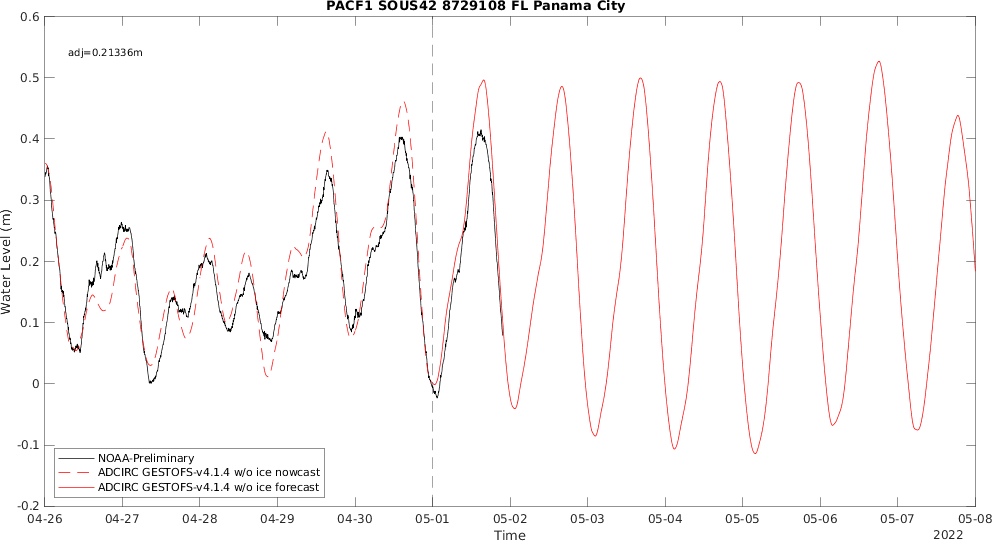 PACF1 SOUS42 8729108 FL Panama City
adj=0.21336m
Water Level (m)
0.6
0.5
0.4
0.3
0.2
0.1
0
-0.1
-0.2
NOAA-Preliminary
ADCIRC GESTOFS-v4.1.4 w/o ice nowcast
ADCIRC GESTOFS-v4.1.4 w/o ice forecast
04-26 04-27 04-28 04-29 04-30 05-01 05-02 05-03 05-04 05-05 05-06 05-07 05-08
Time
2022